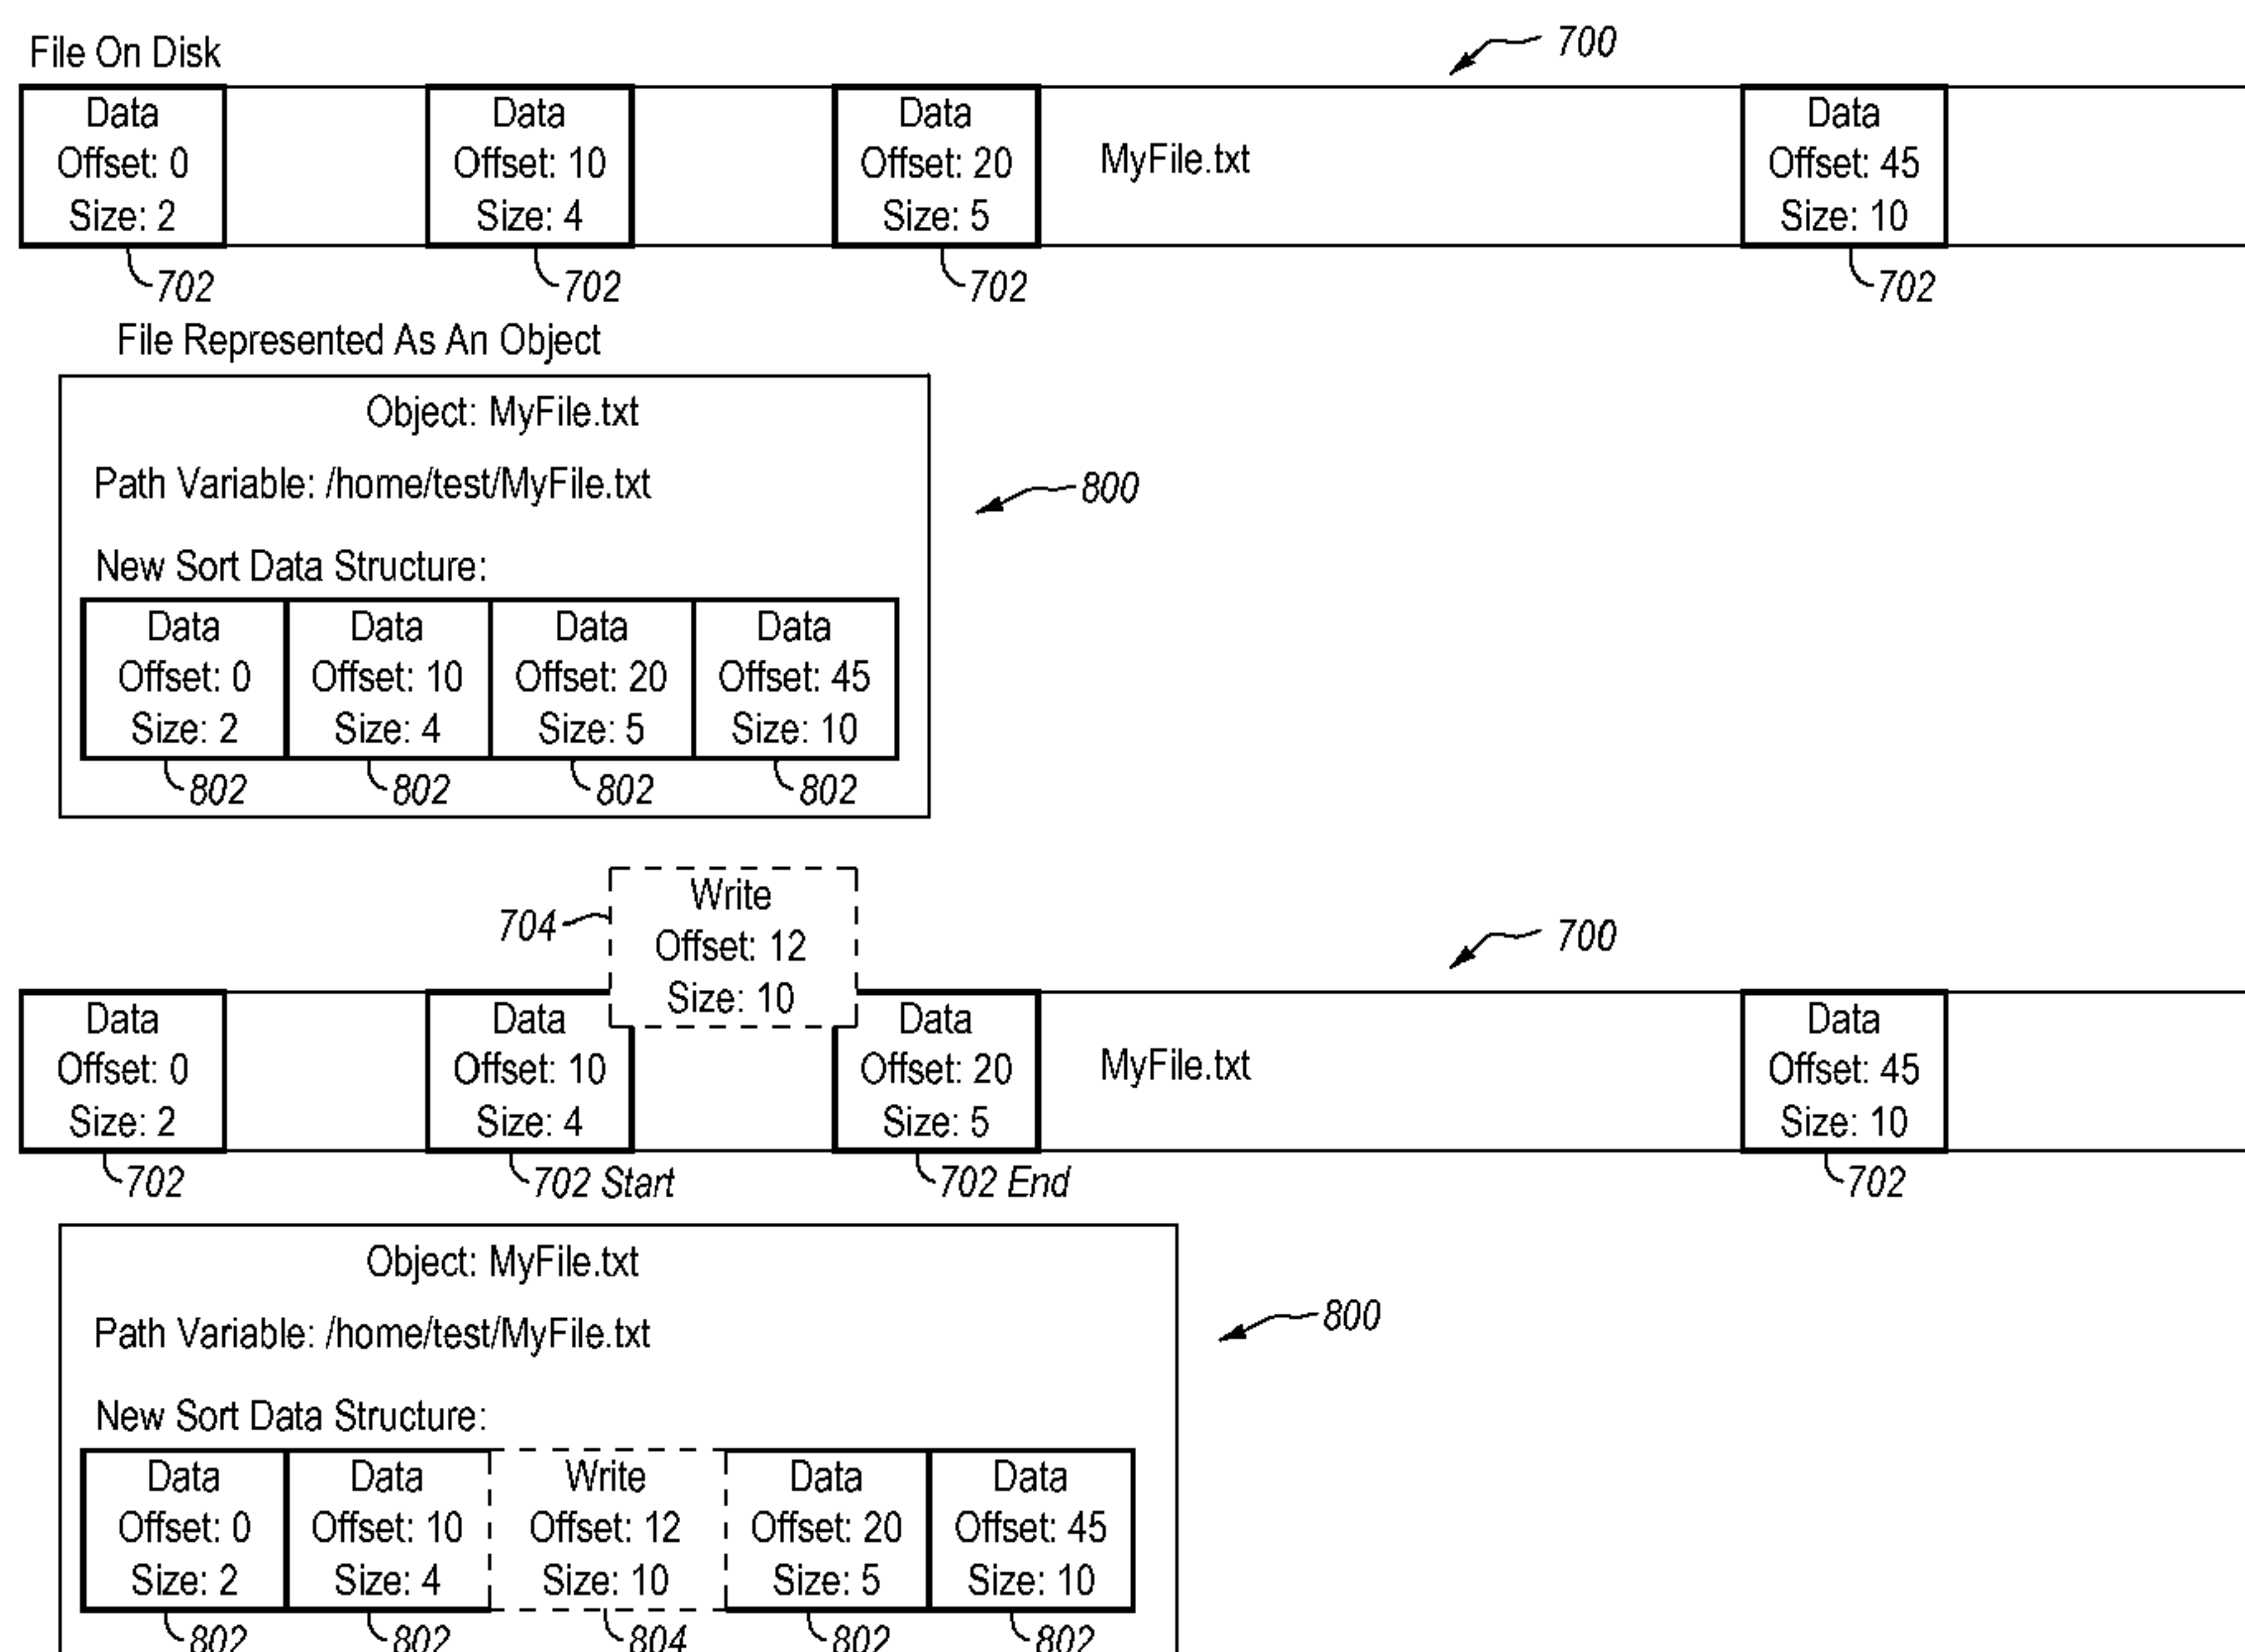 File On Disk
700
Data
Offset: 0
Size: 2
Data
Offset: 10
Size: 4
Data
Offset: 20
Size: 5
MyFile.txt
Data
Offset: 45
Size: 10
702
702
702
702
File Represented As An Object
Object: MyFile.txt
Path Variable: /home/test/MyFile.txt
800
New Sort Data Structure:
Data
Offset: 0
Size: 2
Data
Offset: 10
Size: 4
Data
Offset: 20
Size: 5
Data
Offset: 45
Size: 10
802
802
802
802
704
Write
Offset: 12
Size: 10
700
Data
Offset: 0
Size: 2
Data
Offset: 10
Size: 4
Data
Offset: 20
Size: 5
MyFile.txt
Data
Offset: 45
Size: 10
702
702 Start
702 End
702
Object: MyFile.txt
Path Variable: /home/test/MyFile.txt
800
New Sort Data Structure:
Data
Offset: 0
Size: 2
Data
Offset: 10
Size: 4
Write
Offset: 12
Size: 10
Data
Offset: 20
Size: 5
Data
Offset: 45
Size: 10
802
802
804
802
802